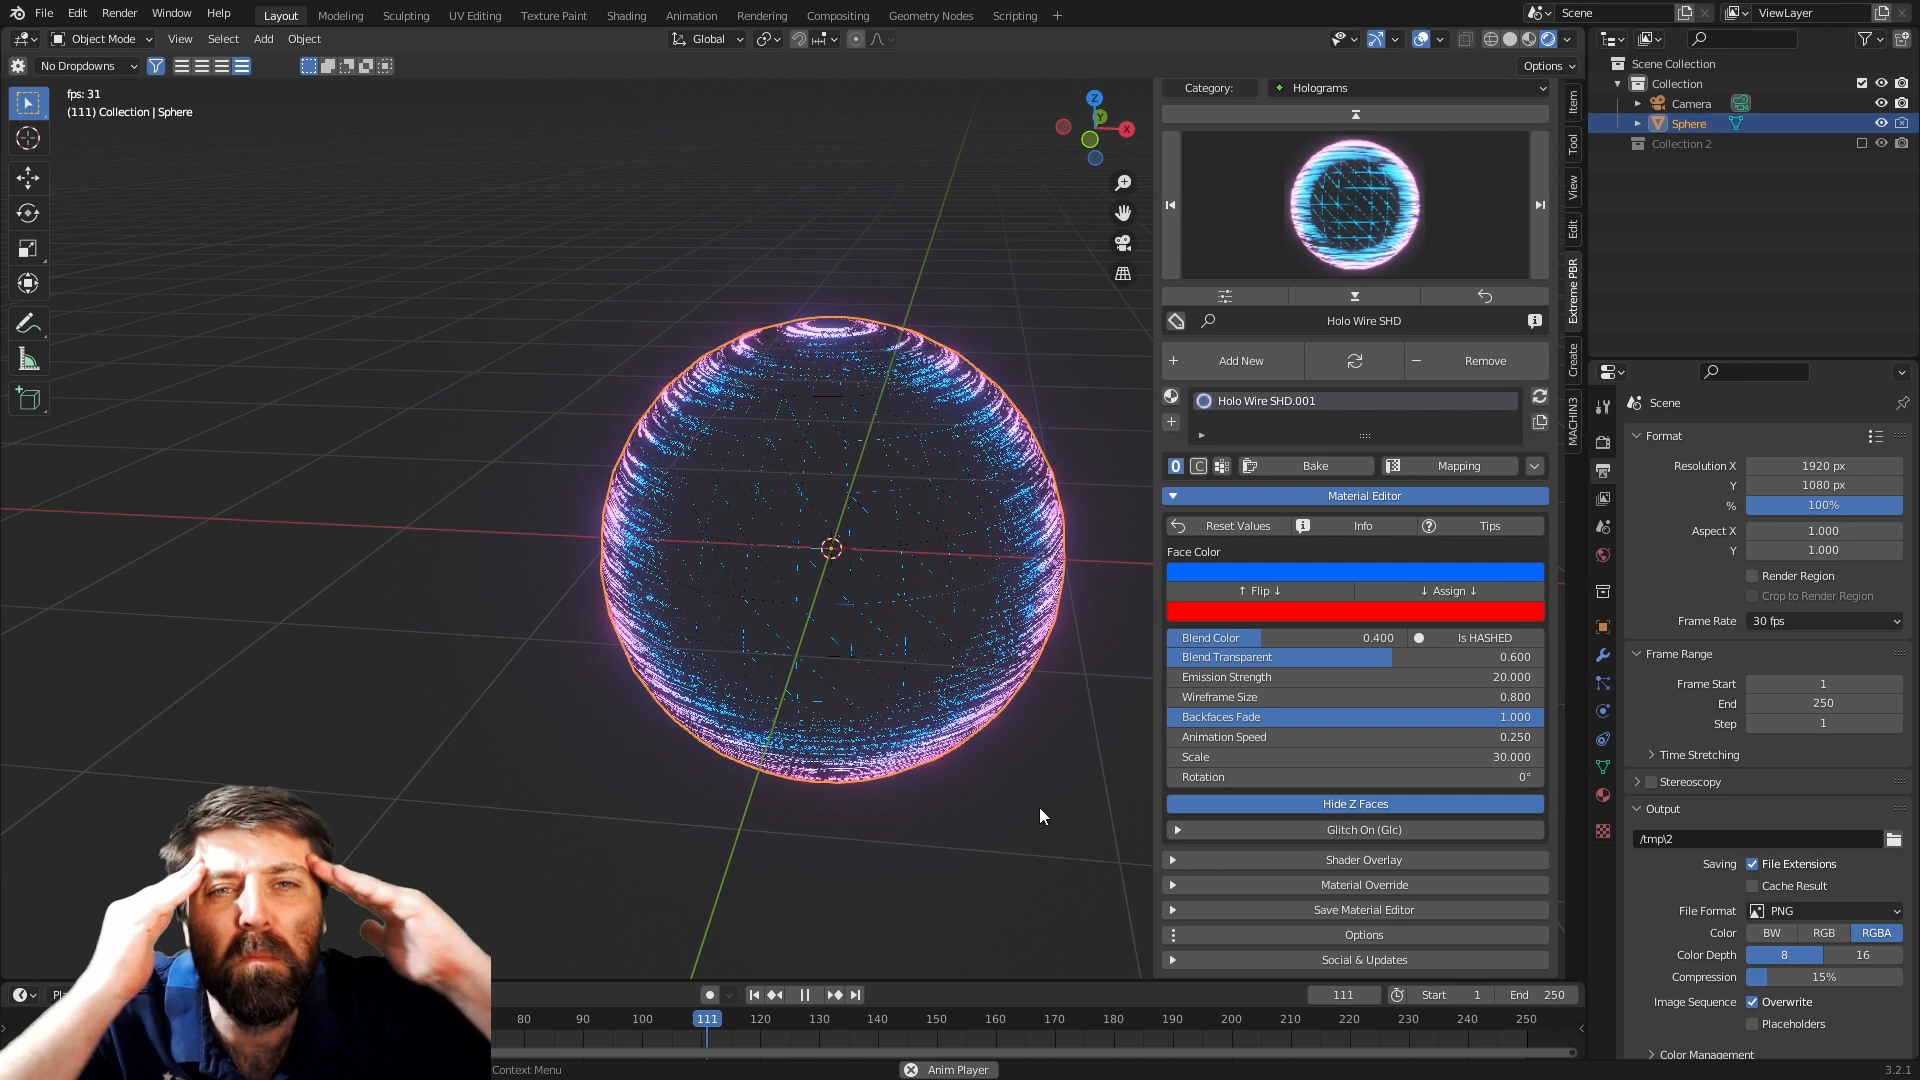 File Edit Render Window Help
Layout Modeling Sculpting UV Editing Texture Paint Shading Animation Rendering Compositing Geometry Nodes Scripting +
Scene
ViewLayer
Object Mode View Select Add Object
Global
No Dropdowns
Options
fps: 31
(111) Collection | Sphere
Z
Y
X
Category: Holograms
Holo Wire SHD
+ Add New
− Remove
Holo Wire SHD.001
0 C Bake Mapping
Material Editor
Reset Values Info Tips
Face Color
↑ Flip ↓ ↓ Assign ↓
Blend Color 0.400 Is HASHED
Blend Transparent 0.600
Emission Strength 20.000
Wireframe Size 0.800
Backfaces Fade 1.000
Animation Speed 0.250
Scale 30.000
Rotation 0°
Hide Z Faces
Glitch On (Glc)
Shader Overlay
Material Override
Save Material Editor
Options
Social & Updates
Item
Tool
View
Edit
Extreme PBR
Create
MACHIN3
Scene Collection
Collection
Camera
Sphere
Collection 2
Scene
Format
Resolution X 1920 px
Y 1080 px
% 100%
Aspect X 1.000
Y 1.000
Render Region
Crop to Render Region
Frame Rate 30 fps
Frame Range
Frame Start 1
End 250
Step 1
Time Stretching
Stereoscopy
Output
/tmp\2
Saving File Extensions
Cache Result
File Format PNG
Color BW RGB RGBA
Color Depth 8 16
Compression 15%
Image Sequence Overwrite
Placeholders
Color Management
111 Start 1 End 250
80 90 100 111 120 130 140 150 160 170 180 190 200 210 220 230 240 250
Context Menu
Anim Player
3.2.1